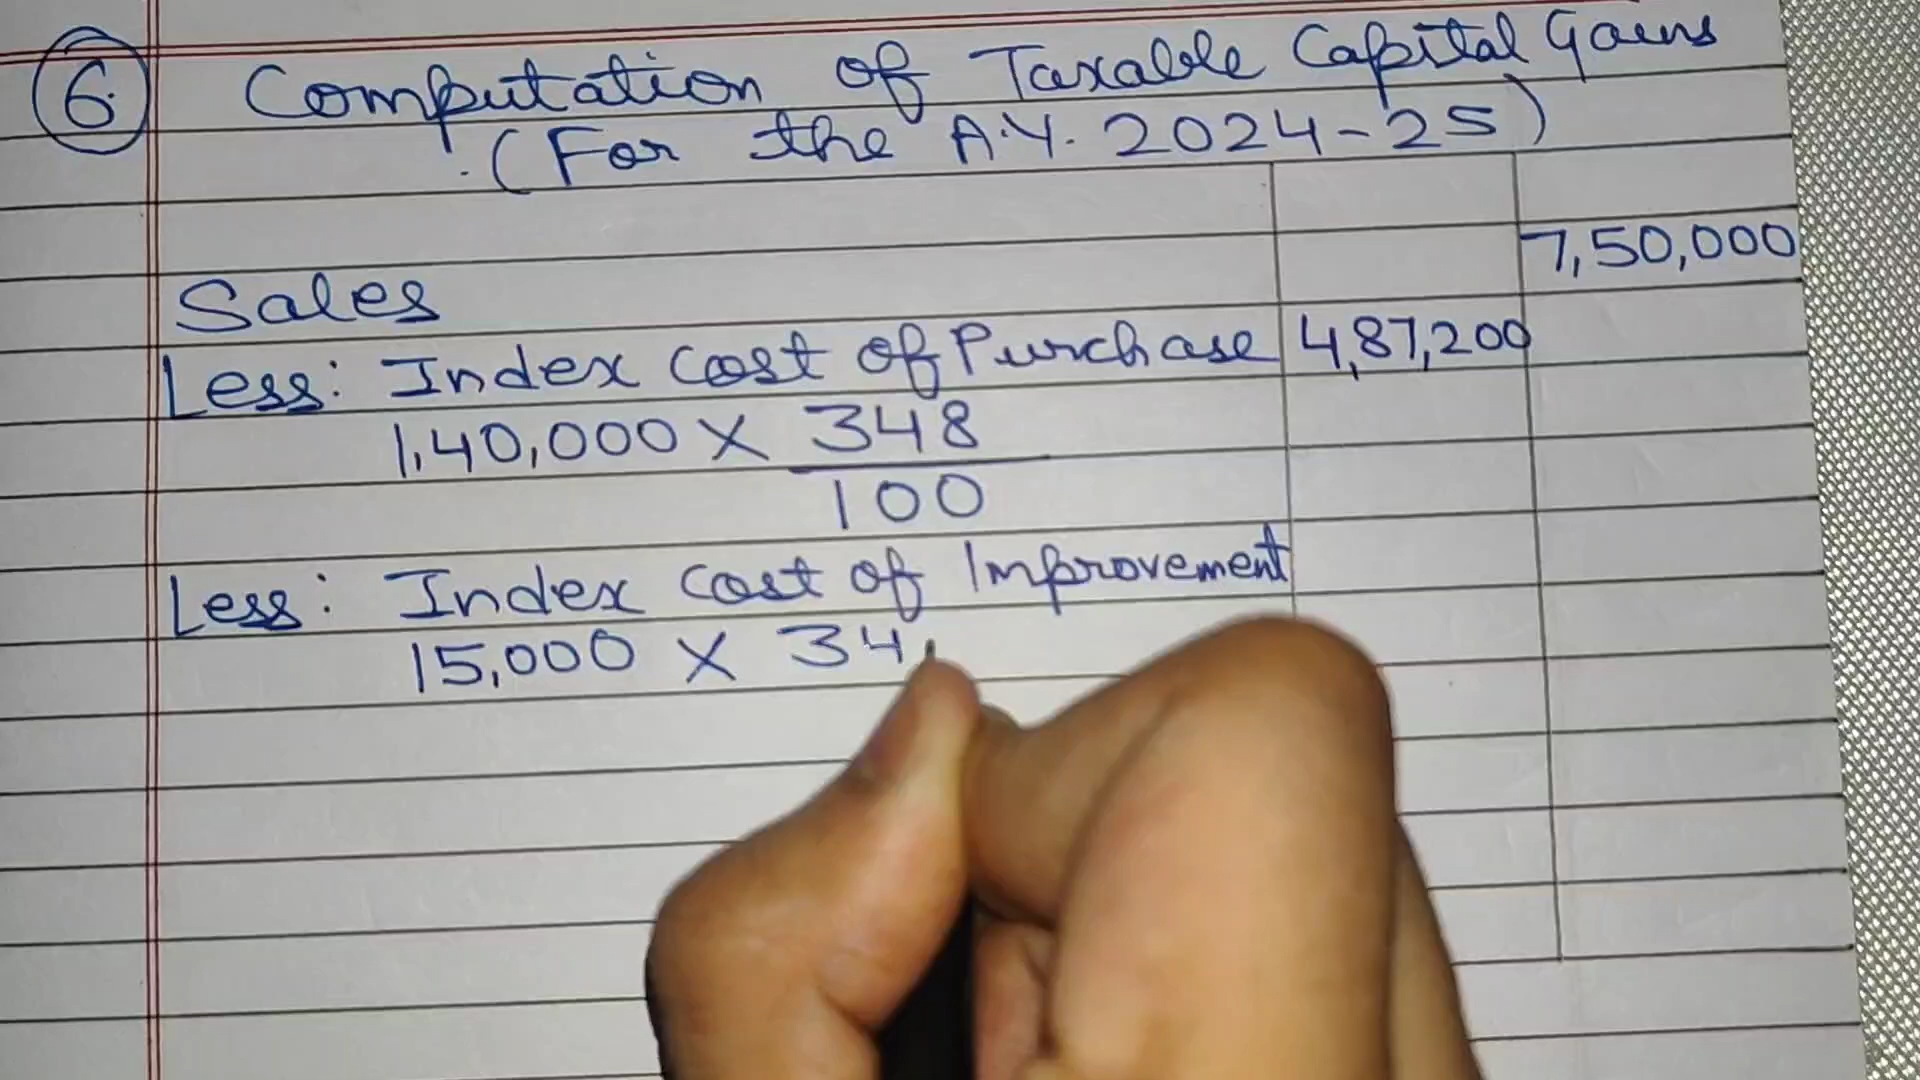 6. Computation of Taxable Capital Gains
(For the A.Y. 2024-25)
Sales 7,50,000
Less: Index cost of Purchase 4,87,200
1,40,000 X 348
100
Less: Index cost of Improvement
15,000 X 34